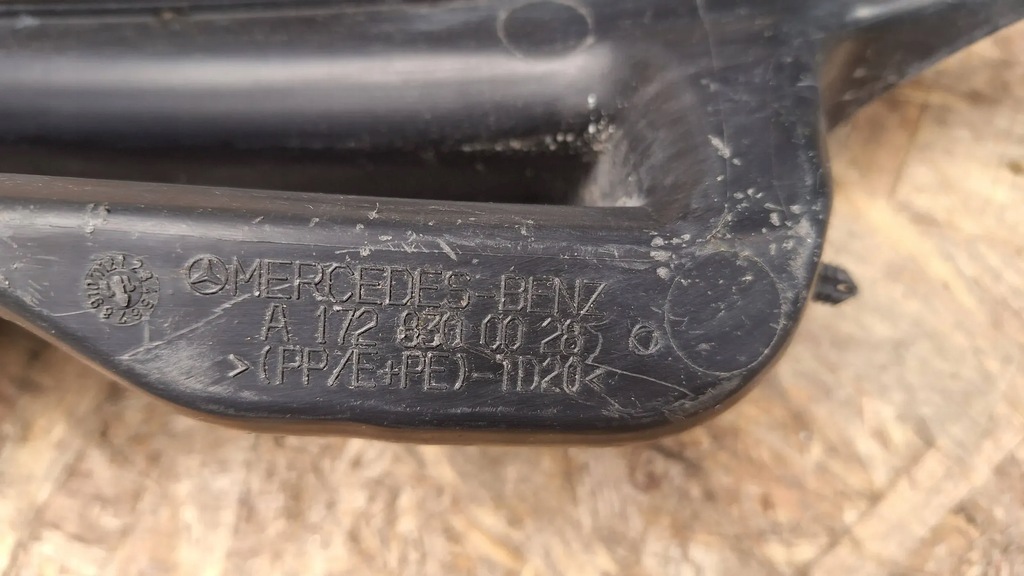 MERCEDES-BENZ
A 172 830 00 28
>(PP/E+PE)-TD20<